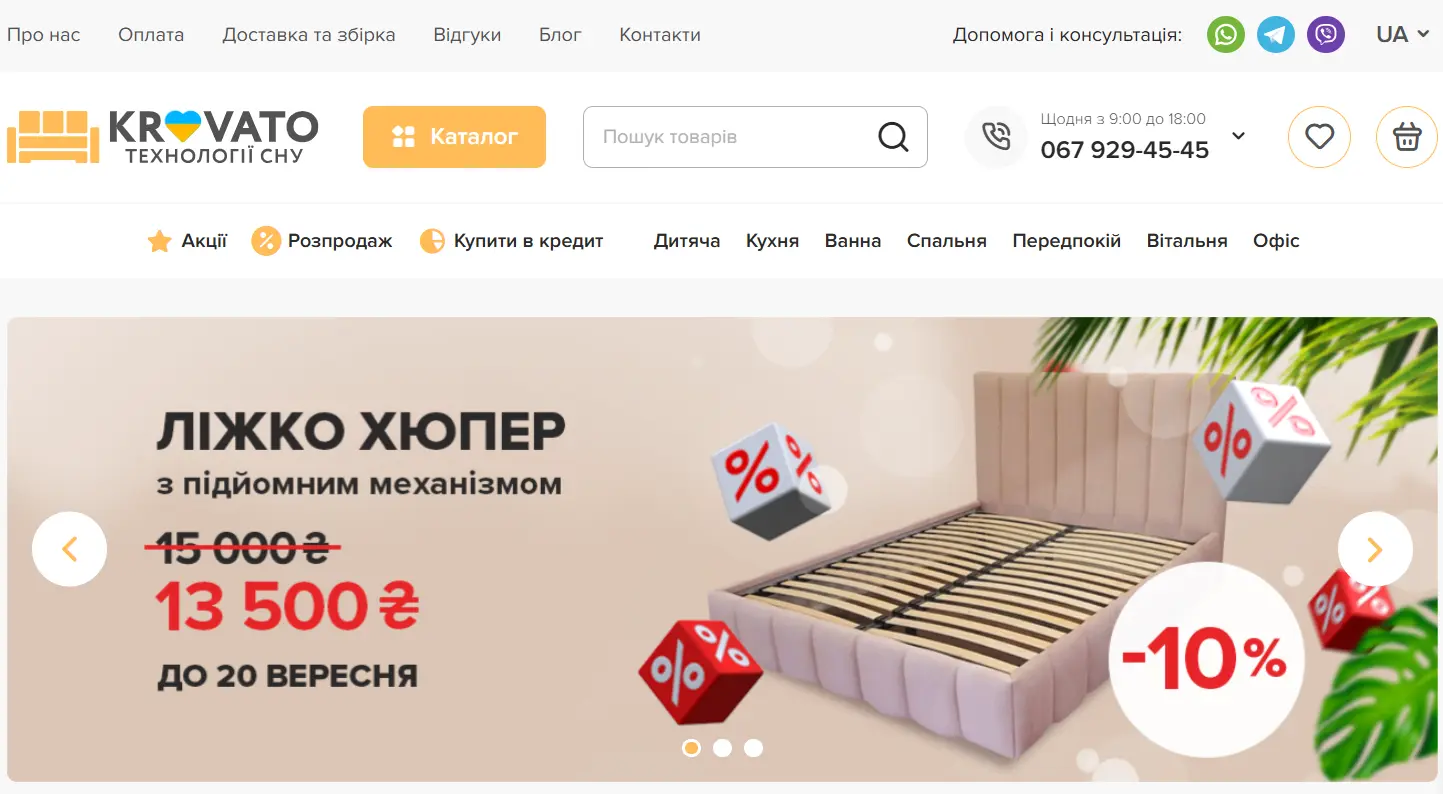 Про нас Оплата Доставка та збірка Відгуки Блог Контакти Допомога і консультація: UA
KROVATO
ТЕХНОЛОГІЇ СНУ
Каталог
Пошук товарів
Щодня з 9:00 до 18:00
067 929-45-45
Акції Розпродаж Купити в кредит Дитяча Кухня Ванна Спальня Передпокій Вітальня Офіс
ЛІЖКО ХЮПЕР
з підйомним механізмом
15 000 ₴
13 500 ₴
ДО 20 ВЕРЕСНЯ
% %
% %
% %
% %
-10%